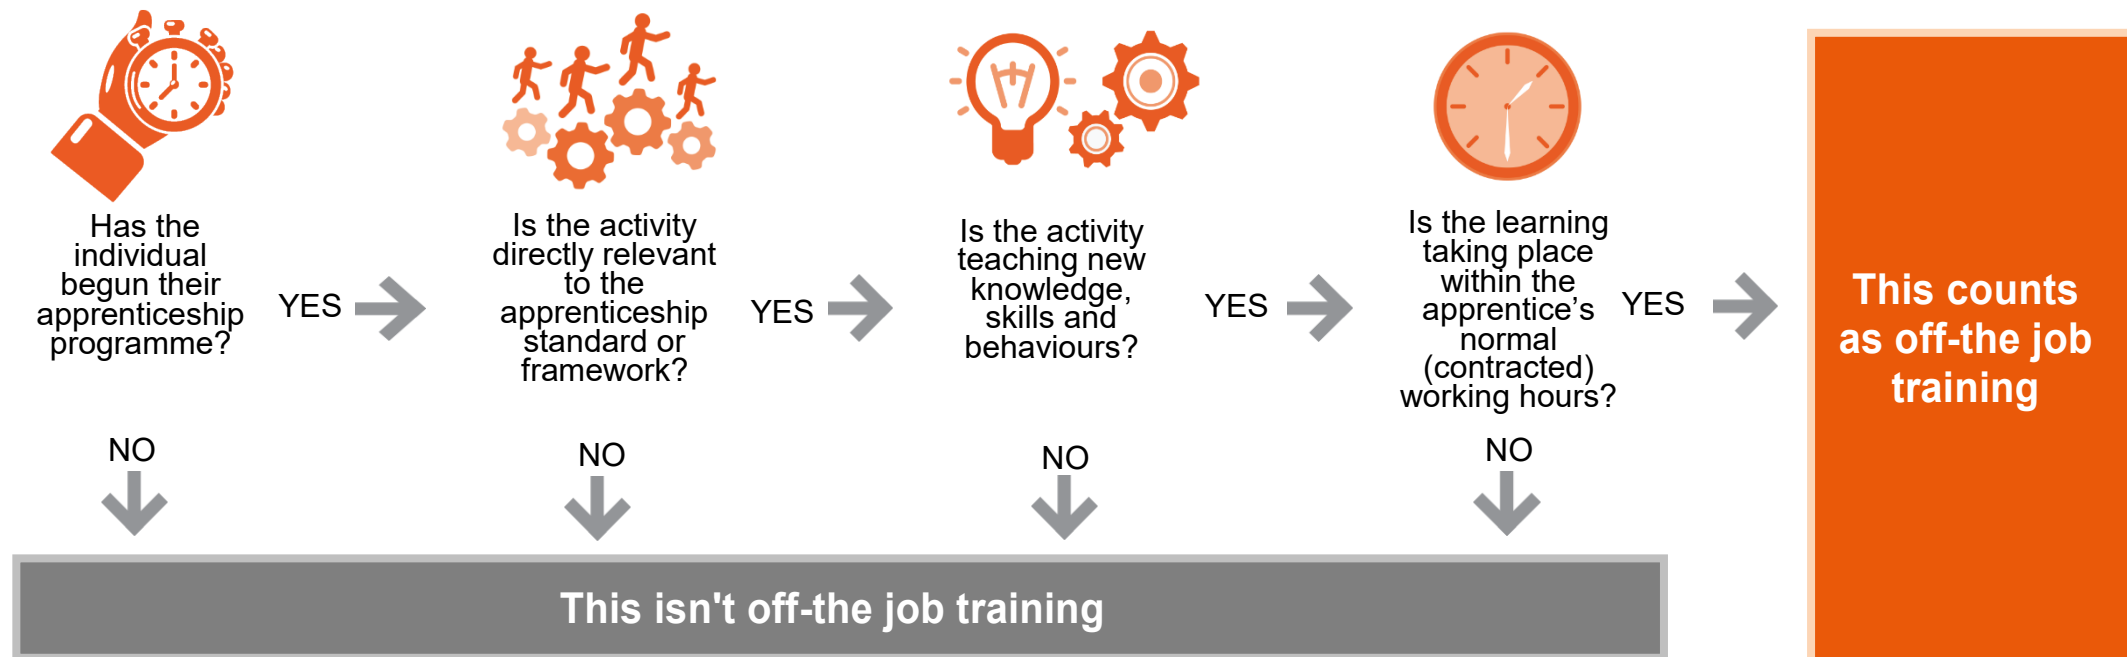 Has the
individual
begun their
apprenticeship
programme?
YES
Is the activity
directly relevant
to the
apprenticeship
standard or
framework?
YES
Is the activity
teaching new
knowledge,
skills and
behaviours?
YES
Is the learning
taking place
within the
apprentice’s
normal
(contracted)
working hours?
YES
This counts
as off-the job
training
NO
NO
NO
NO
This isn't off-the job training